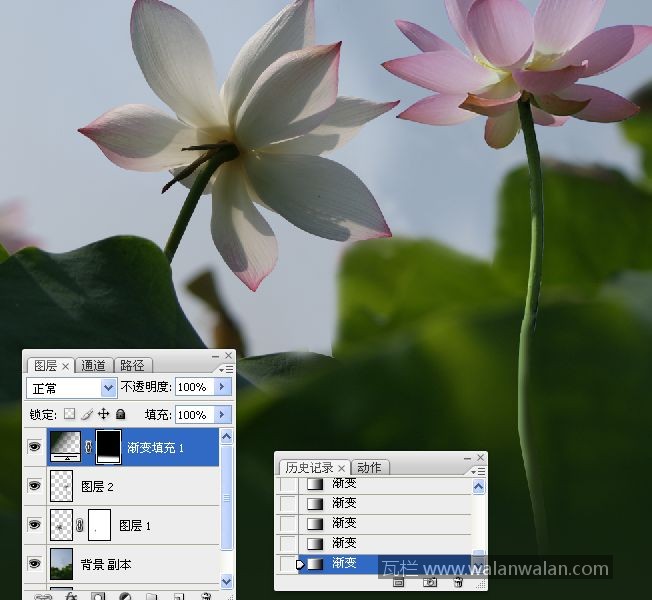 图层 × 通道 路径
正常 不透明度: 100%
锁定: 填充: 100%
渐变填充 1
图层 2
图层 1
背景 副本
历史记录 × 动作
渐变
渐变
渐变
渐变
渐变
瓦栏 www.walanwalan.com